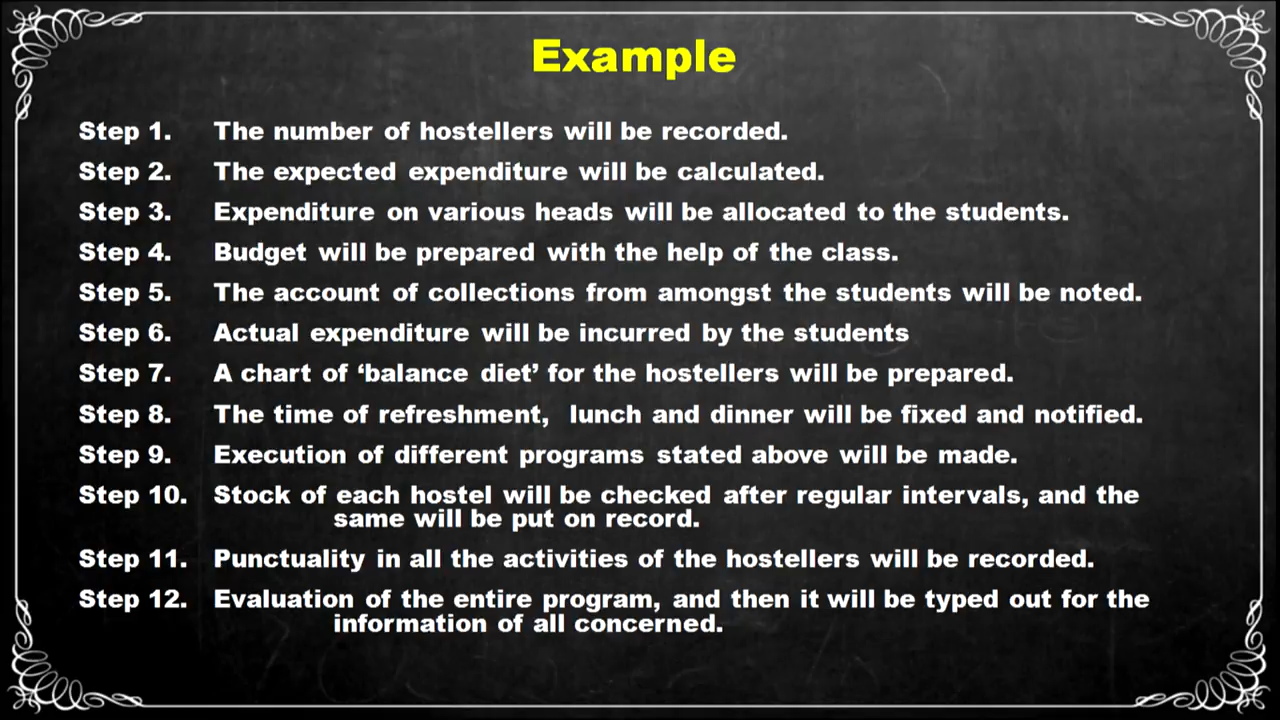 Example
Step 1. The number of hostellers will be recorded.
Step 2. The expected expenditure will be calculated.
Step 3. Expenditure on various heads will be allocated to the students.
Step 4. Budget will be prepared with the help of the class.
Step 5. The account of collections from amongst the students will be noted.
Step 6. Actual expenditure will be incurred by the students
Step 7. A chart of ‘balance diet’ for the hostellers will be prepared.
Step 8. The time of refreshment, lunch and dinner will be fixed and notified.
Step 9. Execution of different programs stated above will be made.
Step 10. Stock of each hostel will be checked after regular intervals, and the
same will be put on record.
Step 11. Punctuality in all the activities of the hostellers will be recorded.
Step 12. Evaluation of the entire program, and then it will be typed out for the
information of all concerned.